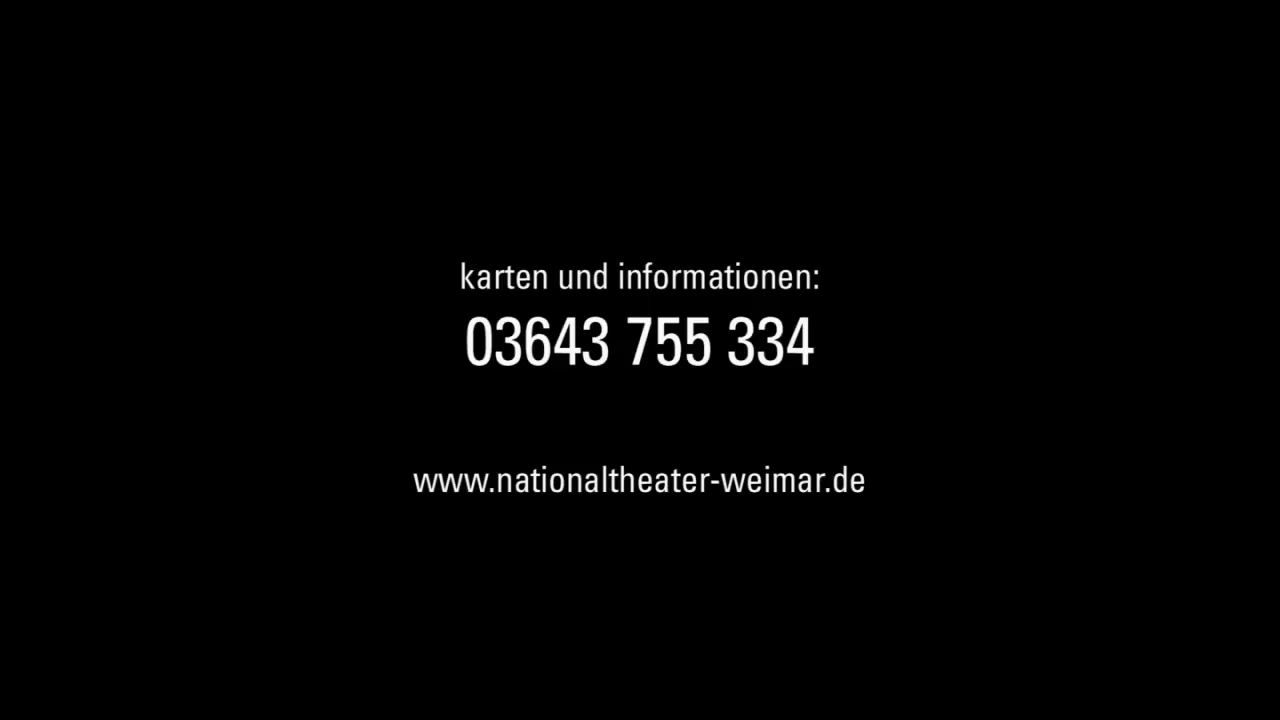 karten und informationen:
03643 755 334
www.nationaltheater-weimar.de